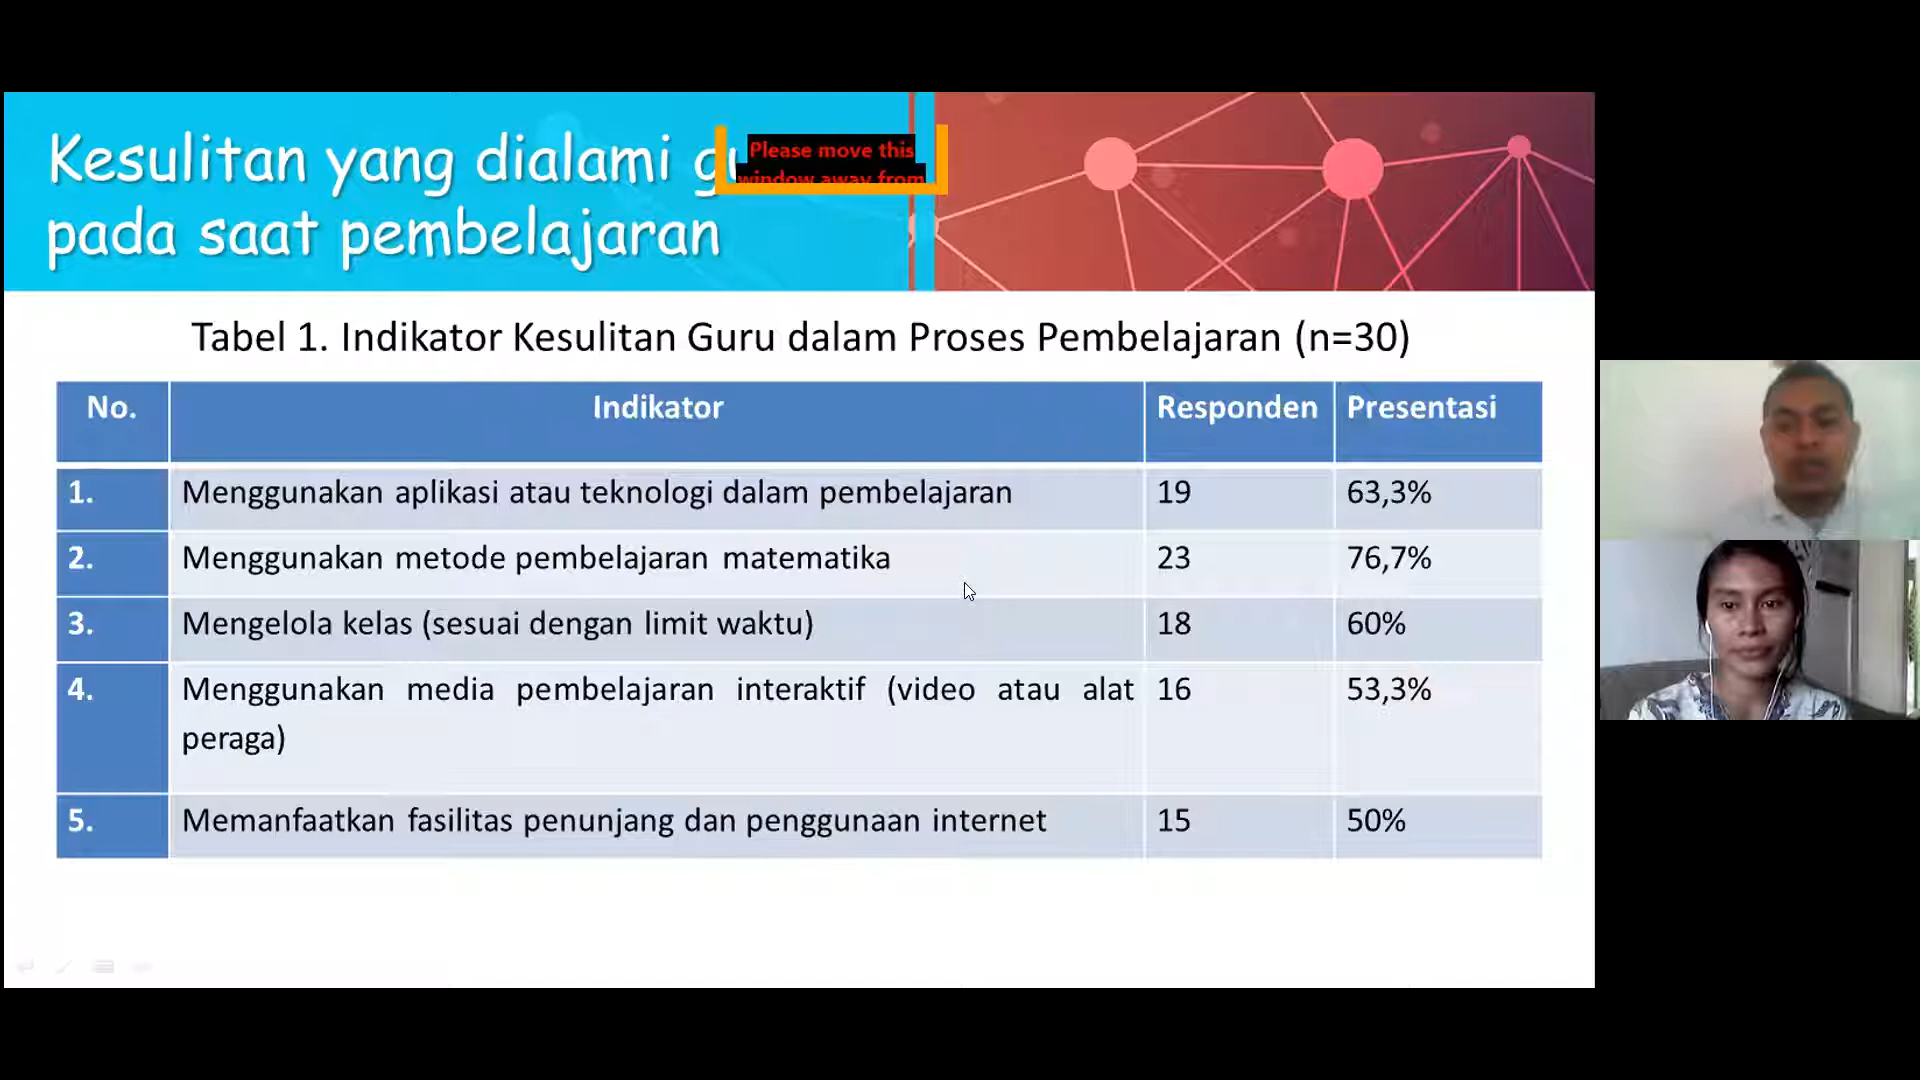 Kesulitan yang dialami
pada saat pembelajaran
Please move this
window away from
Tabel 1. Indikator Kesulitan Guru dalam Proses Pembelajaran (n=30)
No. Indikator Responden Presentasi
1. Menggunakan aplikasi atau teknologi dalam pembelajaran 19 63,3%
2. Menggunakan metode pembelajaran matematika 23 76,7%
3. Mengelola kelas (sesuai dengan limit waktu) 18 60%
4. Menggunakan media pembelajaran interaktif (video atau alat 16 53,3%
peraga)
5. Memanfaatkan fasilitas penunjang dan penggunaan internet 15 50%